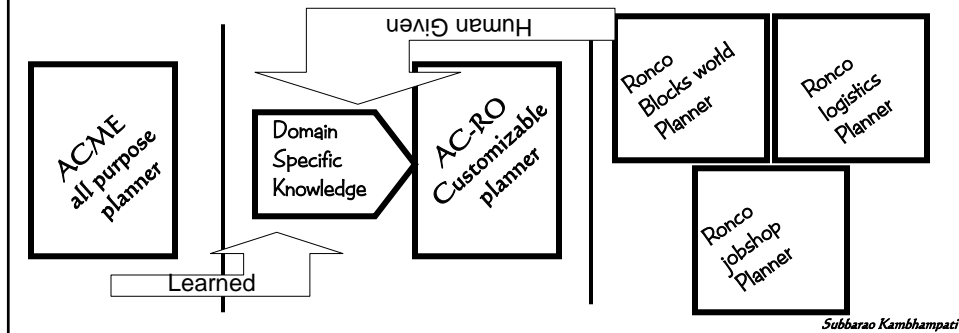 Human Given
ACME
all purpose
planner
Domain
Specific
Knowledge
AC-RO
Customizable
planner
Ronco
Blocks world
Planner
Ronco
logistics
Planner
Ronco
jobshop
Planner
Learned
Subbarao Kambhampati